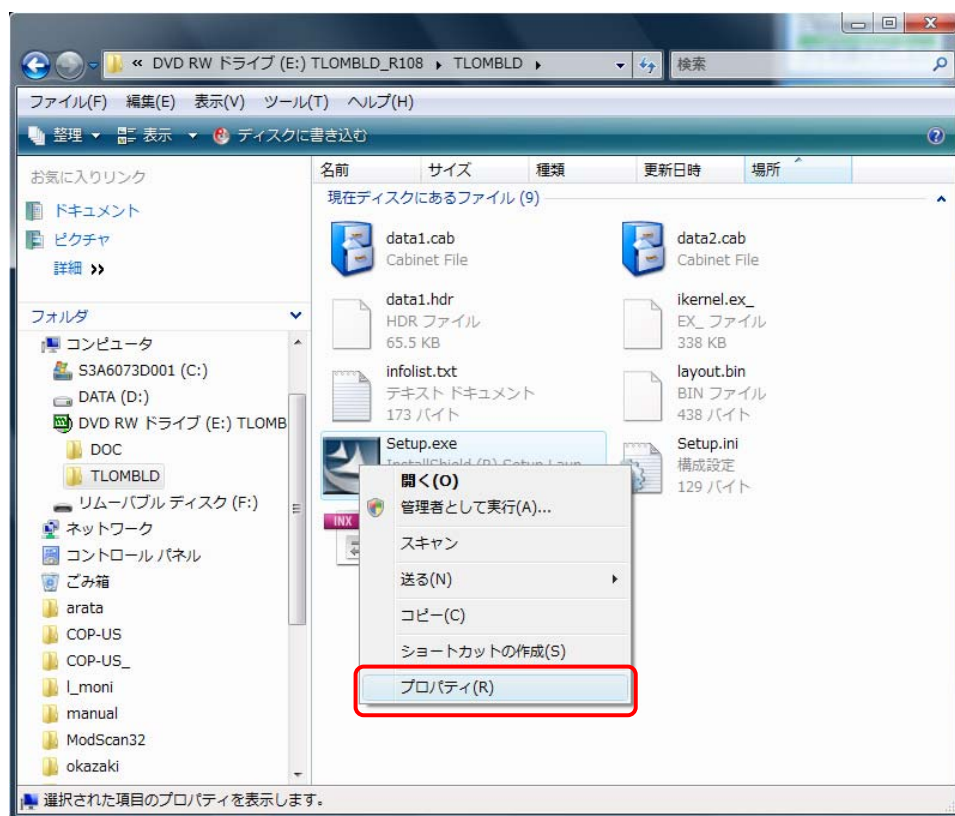 « DVD RW ドライブ (E:) TLOMBLD_R108 ▸ TLOMBLD ▸ 検索
ファイル(F) 編集(E) 表示(V) ツール(T) ヘルプ(H)
整理 表示 ディスクに書き込む
お気に入りリンク
ドキュメント
ピクチャ
詳細 »
フォルダ
コンピュータ
S3A6073D001 (C:)
DATA (D:)
DVD RW ドライブ (E:) TLOMB
DOC
TLOMBLD
リムーバブル ディスク (F:)
ネットワーク
コントロール パネル
ごみ箱
arata
COP-US
COP-US_
l_moni
manual
ModScan32
okazaki
名前 サイズ 種類 更新日時 場所
現在ディスクにあるファイル (9)
data1.cab
Cabinet File
data2.cab
Cabinet File
data1.hdr
HDR ファイル
65.5 KB
ikernel.ex_
EX_ ファイル
338 KB
infolist.txt
テキスト ドキュメント
173 バイト
layout.bin
BIN ファイル
438 バイト
Setup.exe
InstallShield (R) Setup Laun
Setup.ini
構成設定
129 バイト
INX
開く(O)
管理者として実行(A)...
スキャン
送る(N)
コピー(C)
ショートカットの作成(S)
プロパティ(R)
選択された項目のプロパティを表示します。